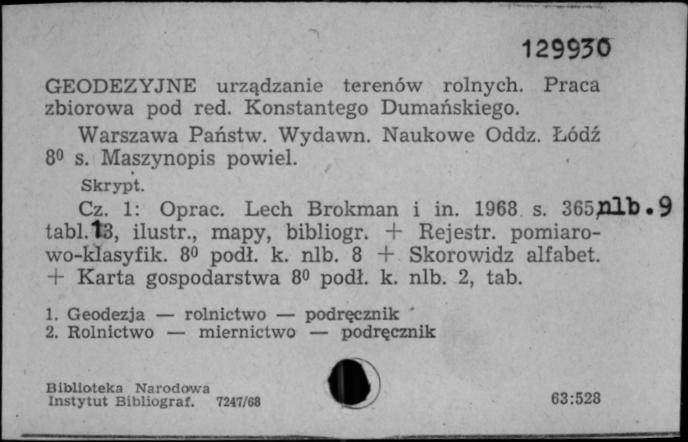 129930
GEODEZYJNE urządzanie terenów rolnych. Praca
zbiorowa pod red. Konstantego Dumańskiego.
Warszawa Państw. Wydawn. Naukowe Oddz. Łódź
8⁰ s. Maszynopis powiel.
Skrypt.
Cz. 1: Oprac. Lech Brokman i in. 1968 s. 365, nlb. 9
tabl. 13, ilustr., mapy, bibliogr. + Rejestr. pomiaro-
wo-klasyfik. 8⁰ podł. k. nlb. 8 + Skorowidz alfabet.
+ Karta gospodarstwa 8⁰ podł. k. nlb. 2, tab.
1. Geodezja — rolnictwo — podręcznik
2. Rolnictwo — miernictwo — podręcznik
Biblioteka Narodowa
Instytut Bibliograf. 7247/68
63:528